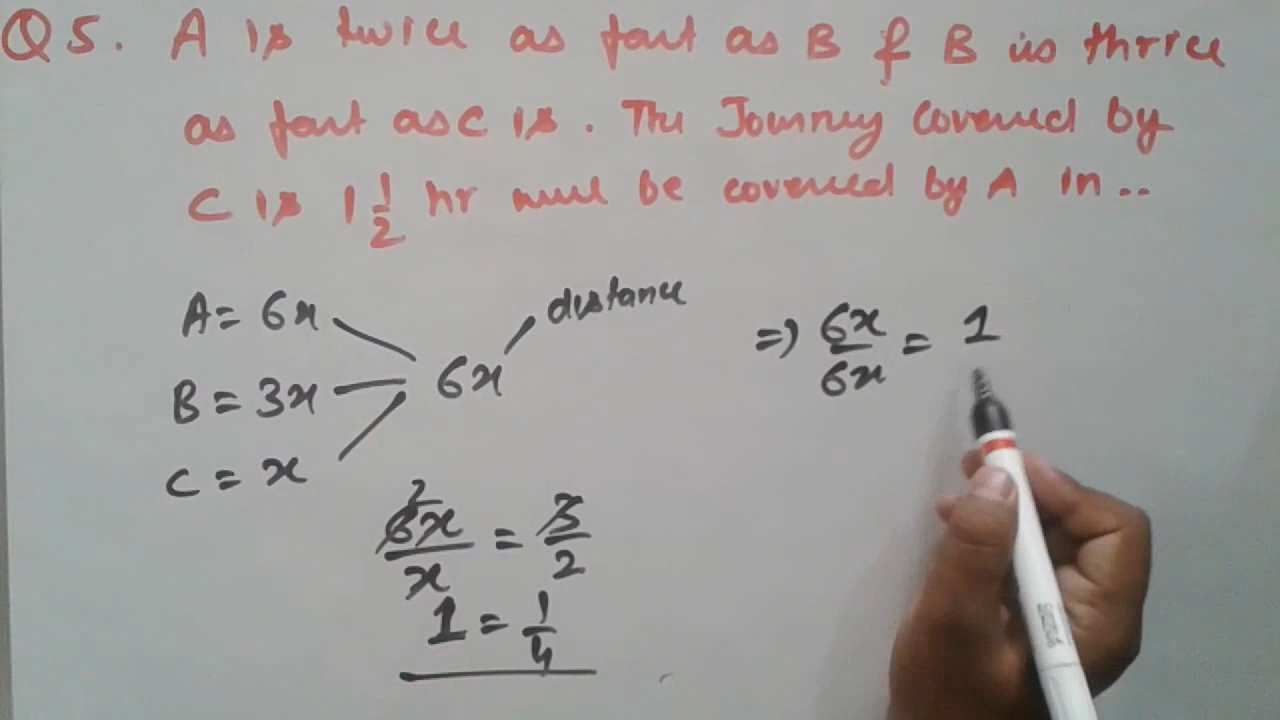 Q5. A is twice as fast as B & B is thrice
as fast as C is. The Journey covered by
C is 1 1/2 hr will be covered by A in..
A = 6x
B = 3x
C = x
6x
distance
2
6x/x = 3/2
1 = 1/4
=> 6x/6x = 1